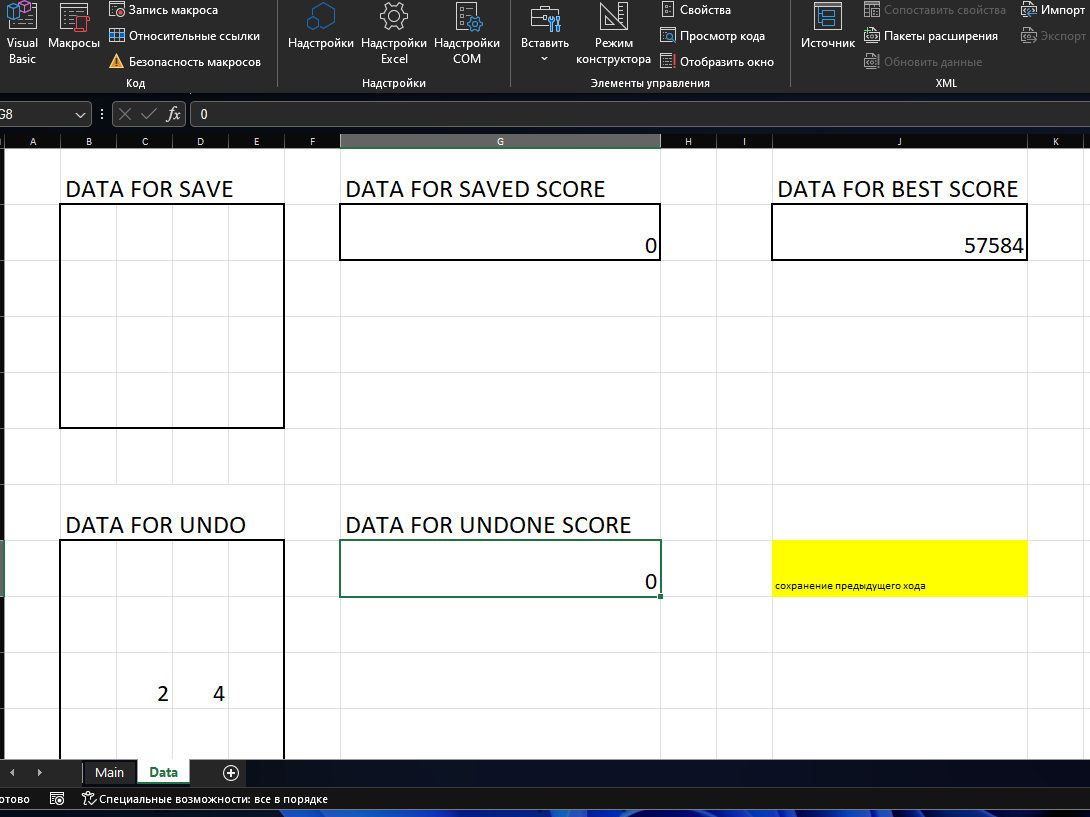 Visual Basic
Макросы
Запись макроса
Относительные ссылки
Безопасность макросов
Код
Надстройки
Надстройки Excel
Надстройки COM
Надстройки
Вставить
Режим конструктора
Свойства
Просмотр кода
Отобразить окно
Элементы управления
Источник
Сопоставить свойства
Пакеты расширения
Обновить данные
Импорт
Экспорт
XML
G8
fx
0
A B C D E F G H I J K
DATA FOR SAVE
DATA FOR SAVED SCORE
DATA FOR BEST SCORE
0
57584
DATA FOR UNDO
DATA FOR UNDONE SCORE
0
сохранение предыдущего хода
2 4
Main
Data
отово
Специальные возможности: все в порядке